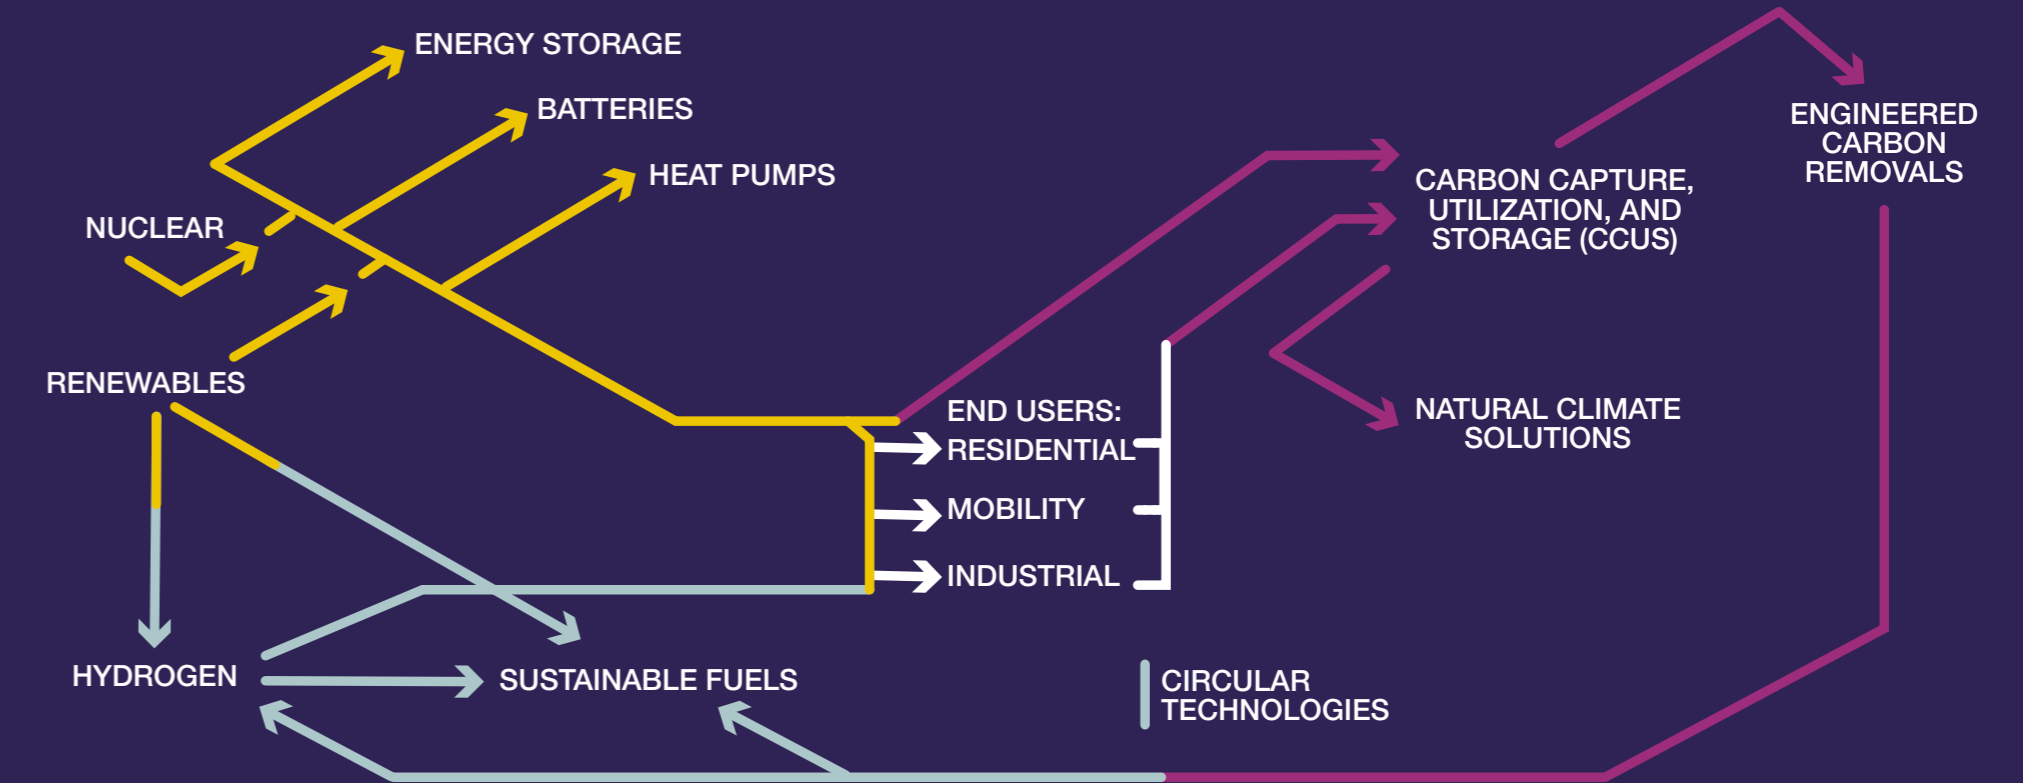 ENERGY STORAGE
BATTERIES
HEAT PUMPS
NUCLEAR
RENEWABLES
HYDROGEN
SUSTAINABLE FUELS
END USERS:
RESIDENTIAL
MOBILITY
INDUSTRIAL
CARBON CAPTURE,
UTILIZATION, AND
STORAGE (CCUS)
ENGINEERED
CARBON
REMOVALS
NATURAL CLIMATE
SOLUTIONS
CIRCULAR
TECHNOLOGIES